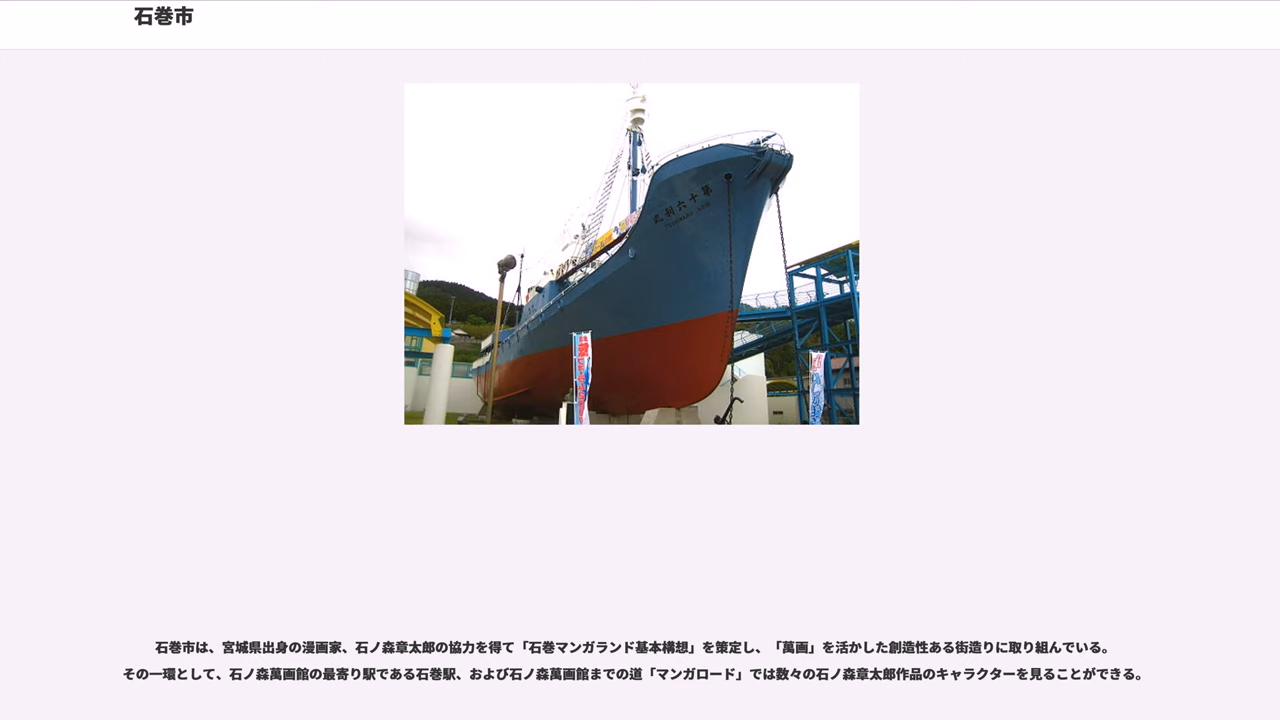 石巻市
第十六利丸
石巻市は、宮城県出身の漫画家、石ノ森章太郎の協力を得て「石巻マンガランド基本構想」を策定し、「萬画」を活かした創造性ある街造りに取り組んでいる。
その一環として、石ノ森萬画館の最寄り駅である石巻駅、および石ノ森萬画館までの道「マンガロード」では数々の石ノ森章太郎作品のキャラクターを見ることができる。